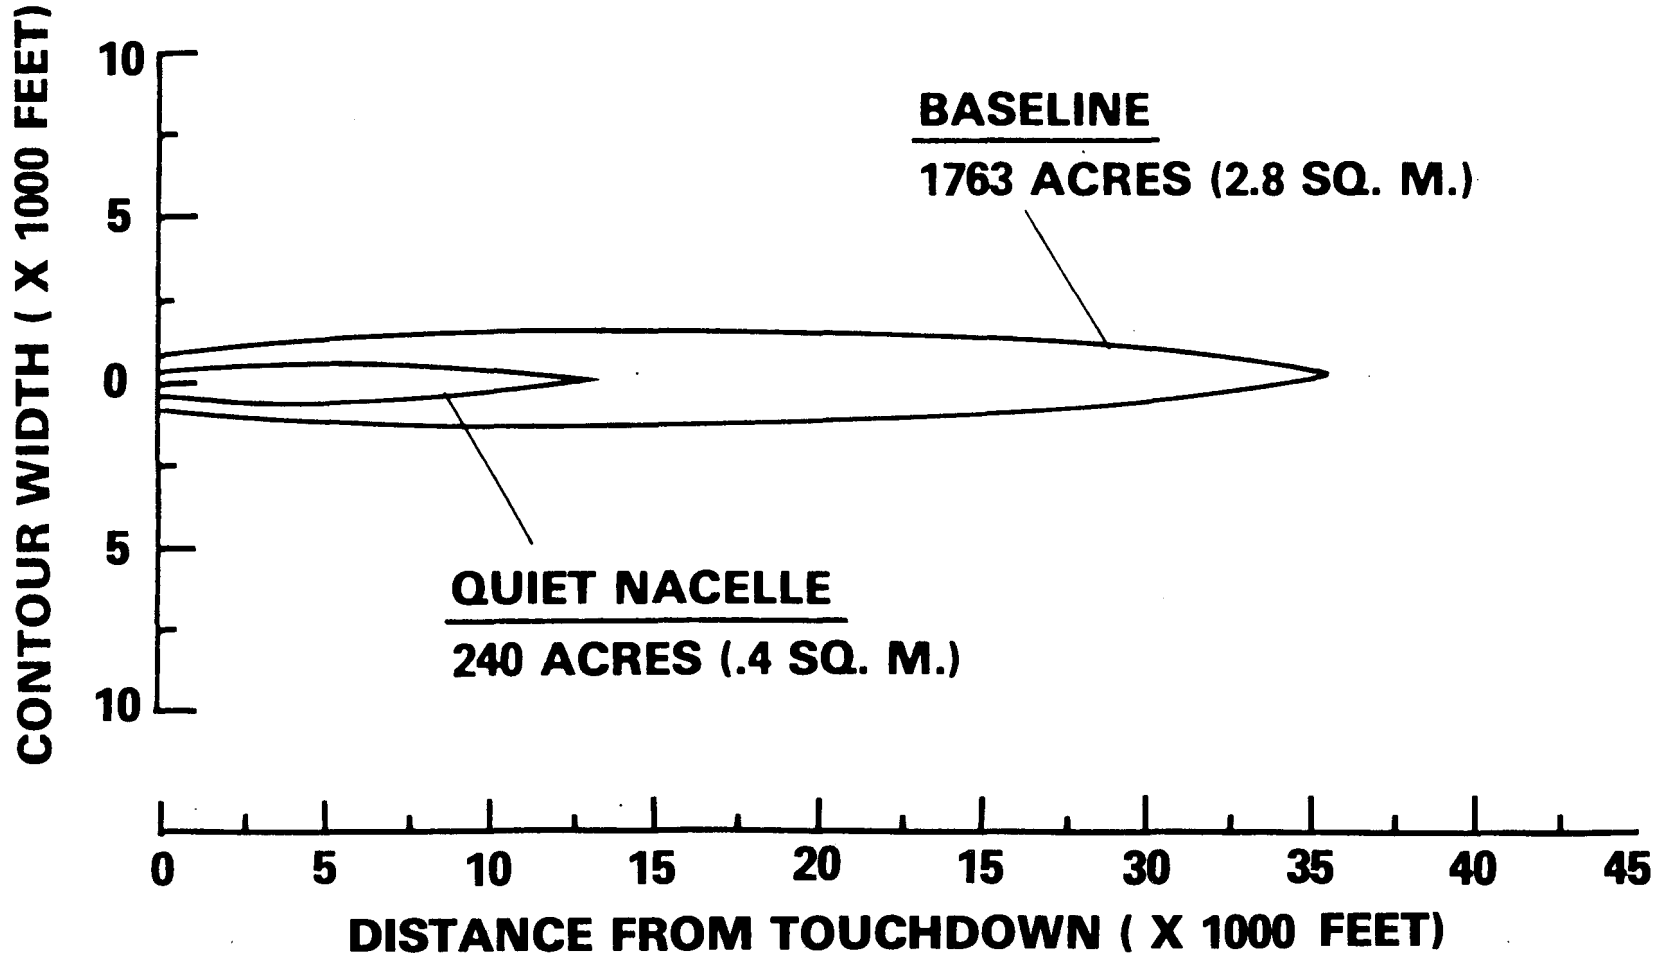 CONTOUR WIDTH ( X 1000 FEET)
10
5
0
5
10
BASELINE
1763 ACRES (2.8 SQ. M.)
QUIET NACELLE
240 ACRES (.4 SQ. M.)
0 5 10 15 20 15 30 35 40 45
DISTANCE FROM TOUCHDOWN ( X 1000 FEET)